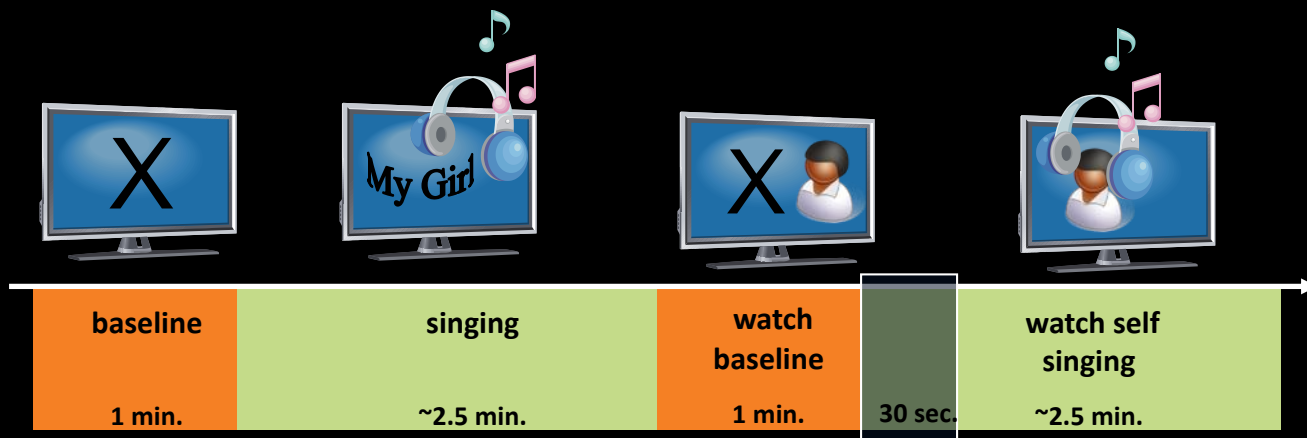 X
My Girl
X
baseline
1 min.
singing
~2.5 min.
watch
baseline
1 min.
30 sec.
watch self
singing
~2.5 min.